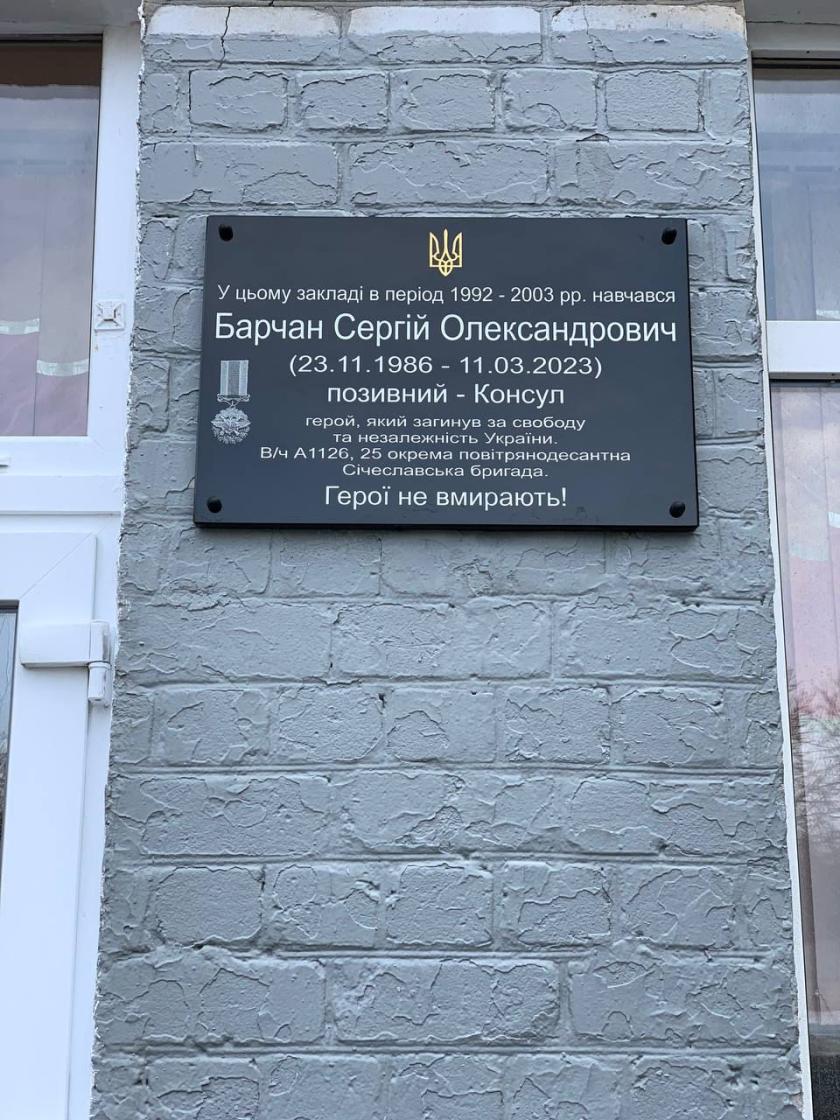 У цьому закладі в період 1992 - 2003 рр. навчався
Барчан Сергій Олександрович
(23.11.1986 - 11.03.2023)
позивний - Консул
герой, який загинув за свободу
та незалежність України.
В/ч А1126, 25 окрема повітрянодесантна
Січеславська бригада.
Герої не вмирають!